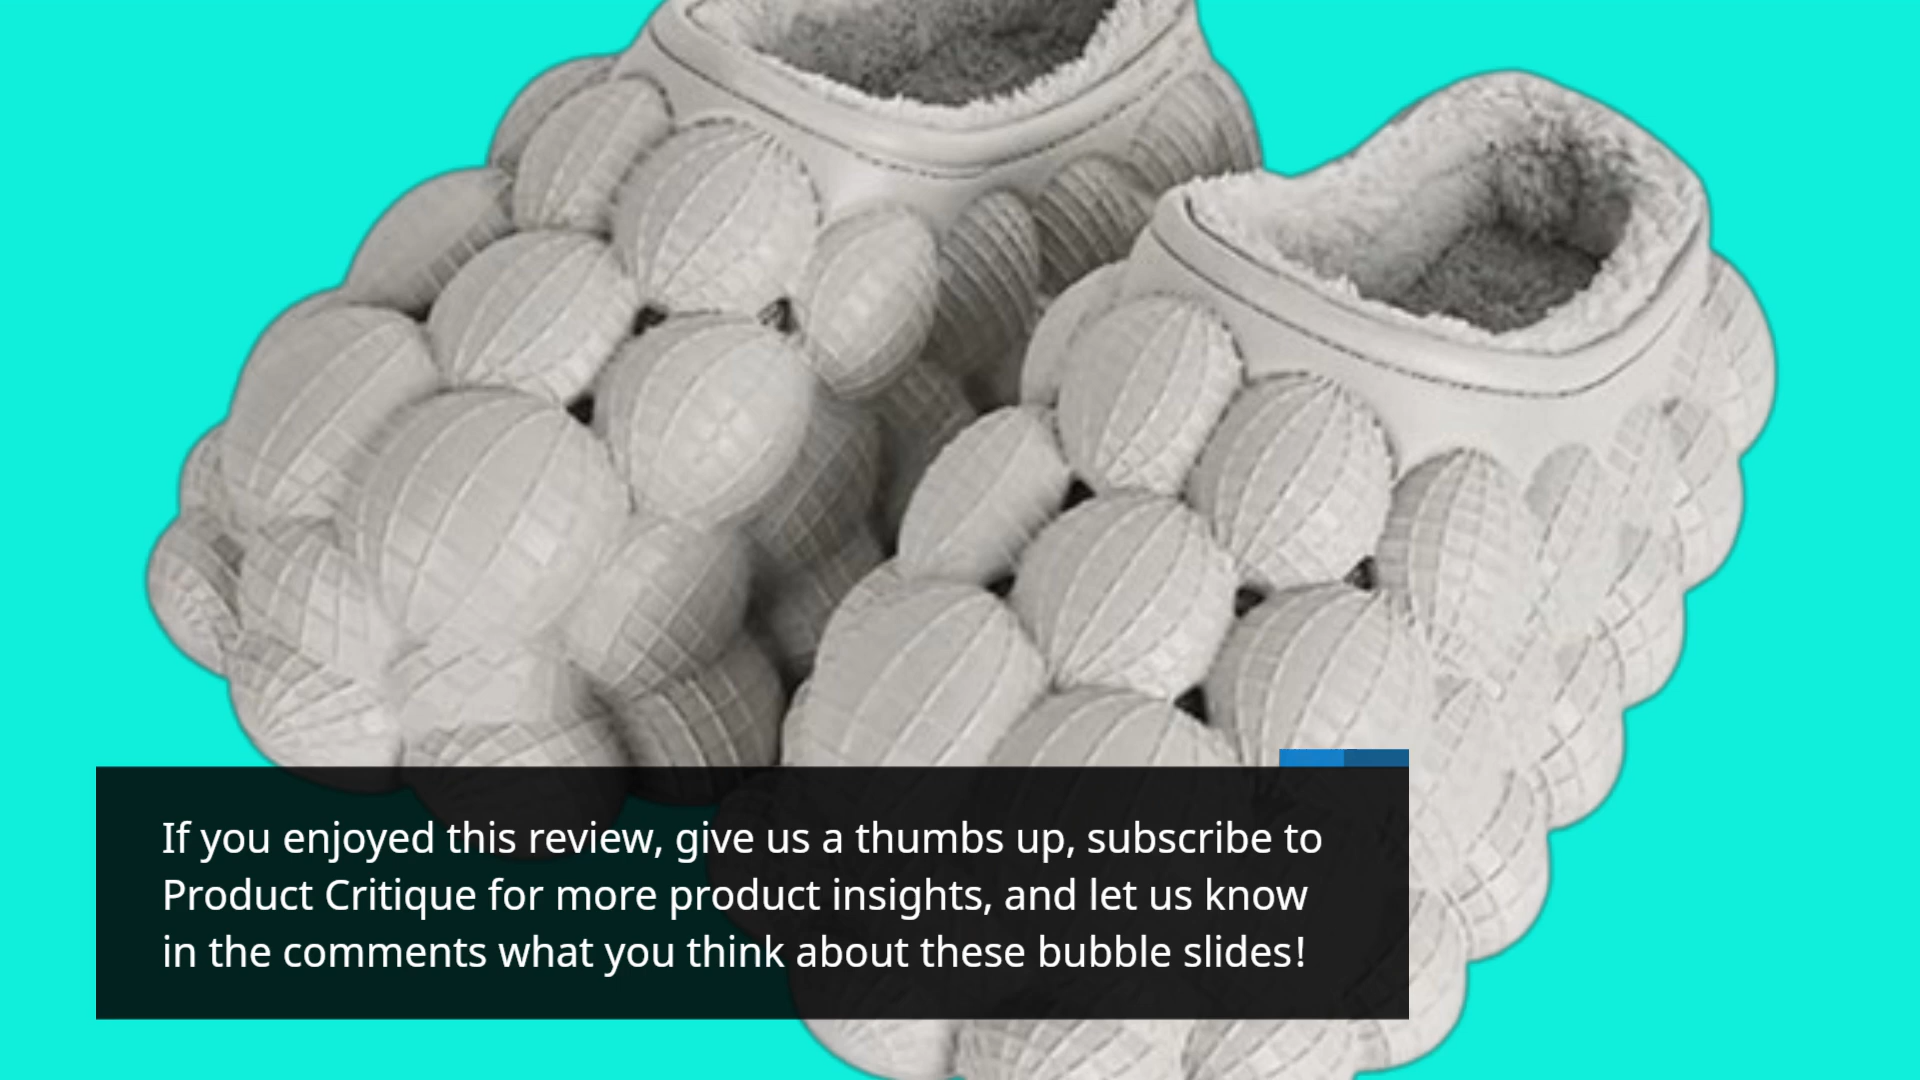 If you enjoyed this review, give us a thumbs up, subscribe to
Product Critique for more product insights, and let us know
in the comments what you think about these bubble slides!